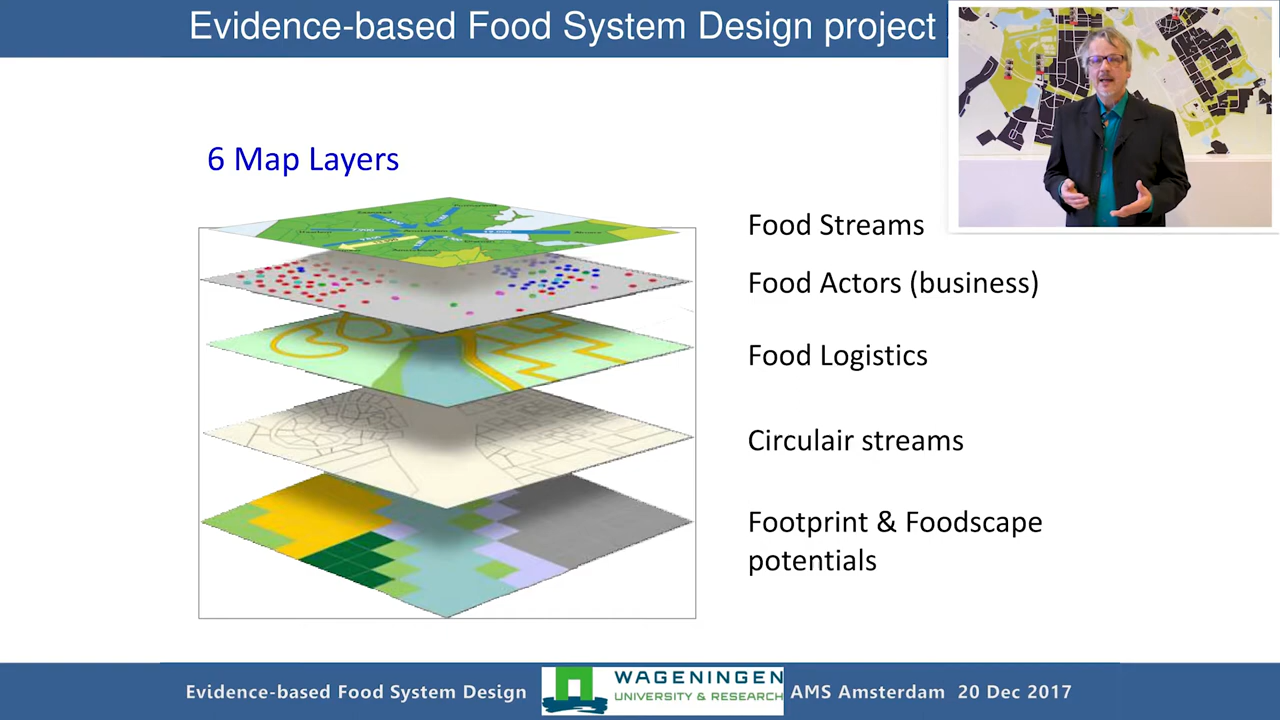 Evidence-based Food System Design project
6 Map Layers
Food Streams
Food Actors (business)
Food Logistics
Circulair streams
Footprint & Foodscape
potentials
Evidence-based Food System Design
WAGENINGEN
UNIVERSITY & RESEARCH
AMS Amsterdam 20 Dec 2017